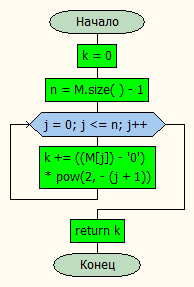 Начало
k = 0
n = M.size( ) - 1
j = 0; j <= n; j++
k += ((M[j]) - '0')
* pow(2, - (j + 1))
return k
Конец